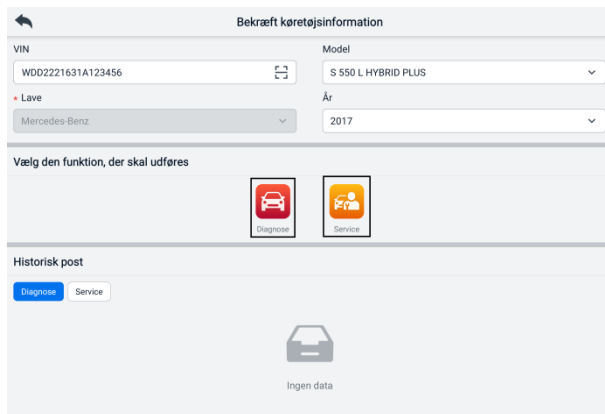 Bekræft køretøjsinformation
VIN
Model
WDD2221631A123456
S 550 L HYBRID PLUS
* Lave
År
Mercedes-Benz
2017
Vælg den funktion, der skal udføres
Diagnose
Service
Historisk post
Diagnose
Service
Ingen data